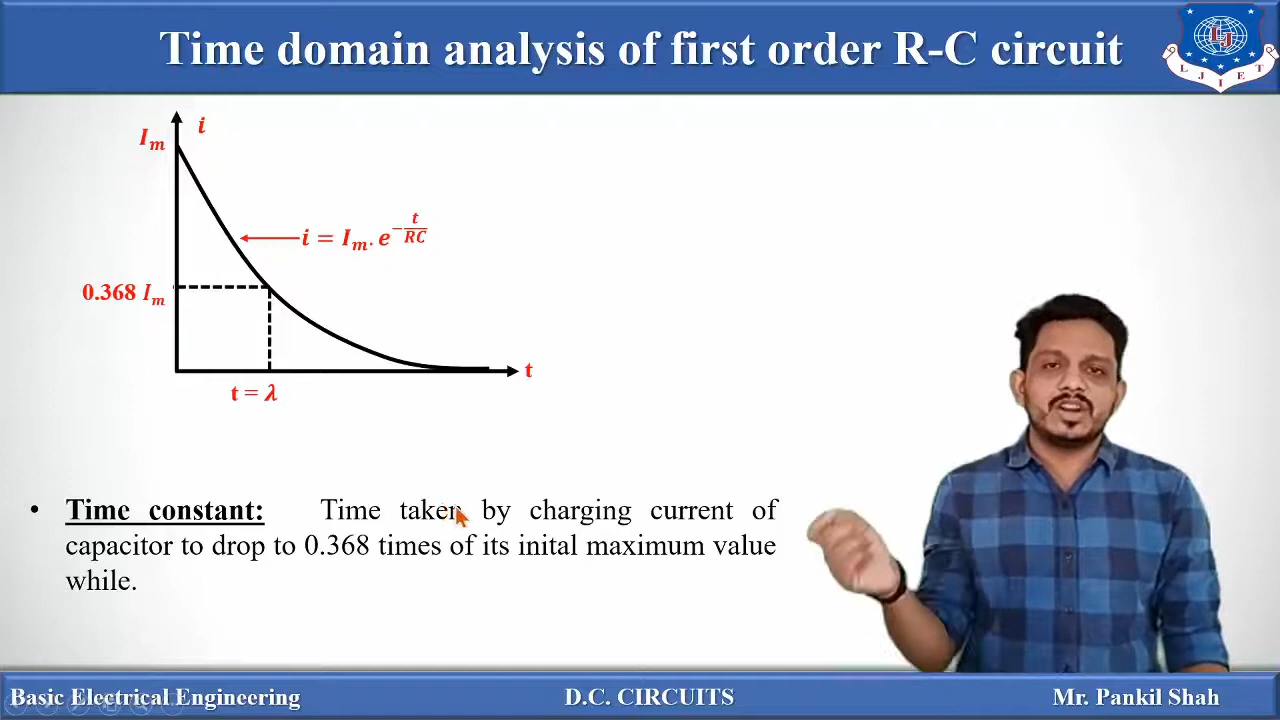 Time domain analysis of first order R-C circuit
LJ
L J I E T
i
I_m
i = I_m. e^{-\frac{t}{RC}}
0.368 I_m
t
t = λ
• Time constant: Time taken by charging current of
capacitor to drop to 0.368 times of its inital maximum value
while.
Basic Electrical Engineering D.C. CIRCUITS Mr. Pankil Shah